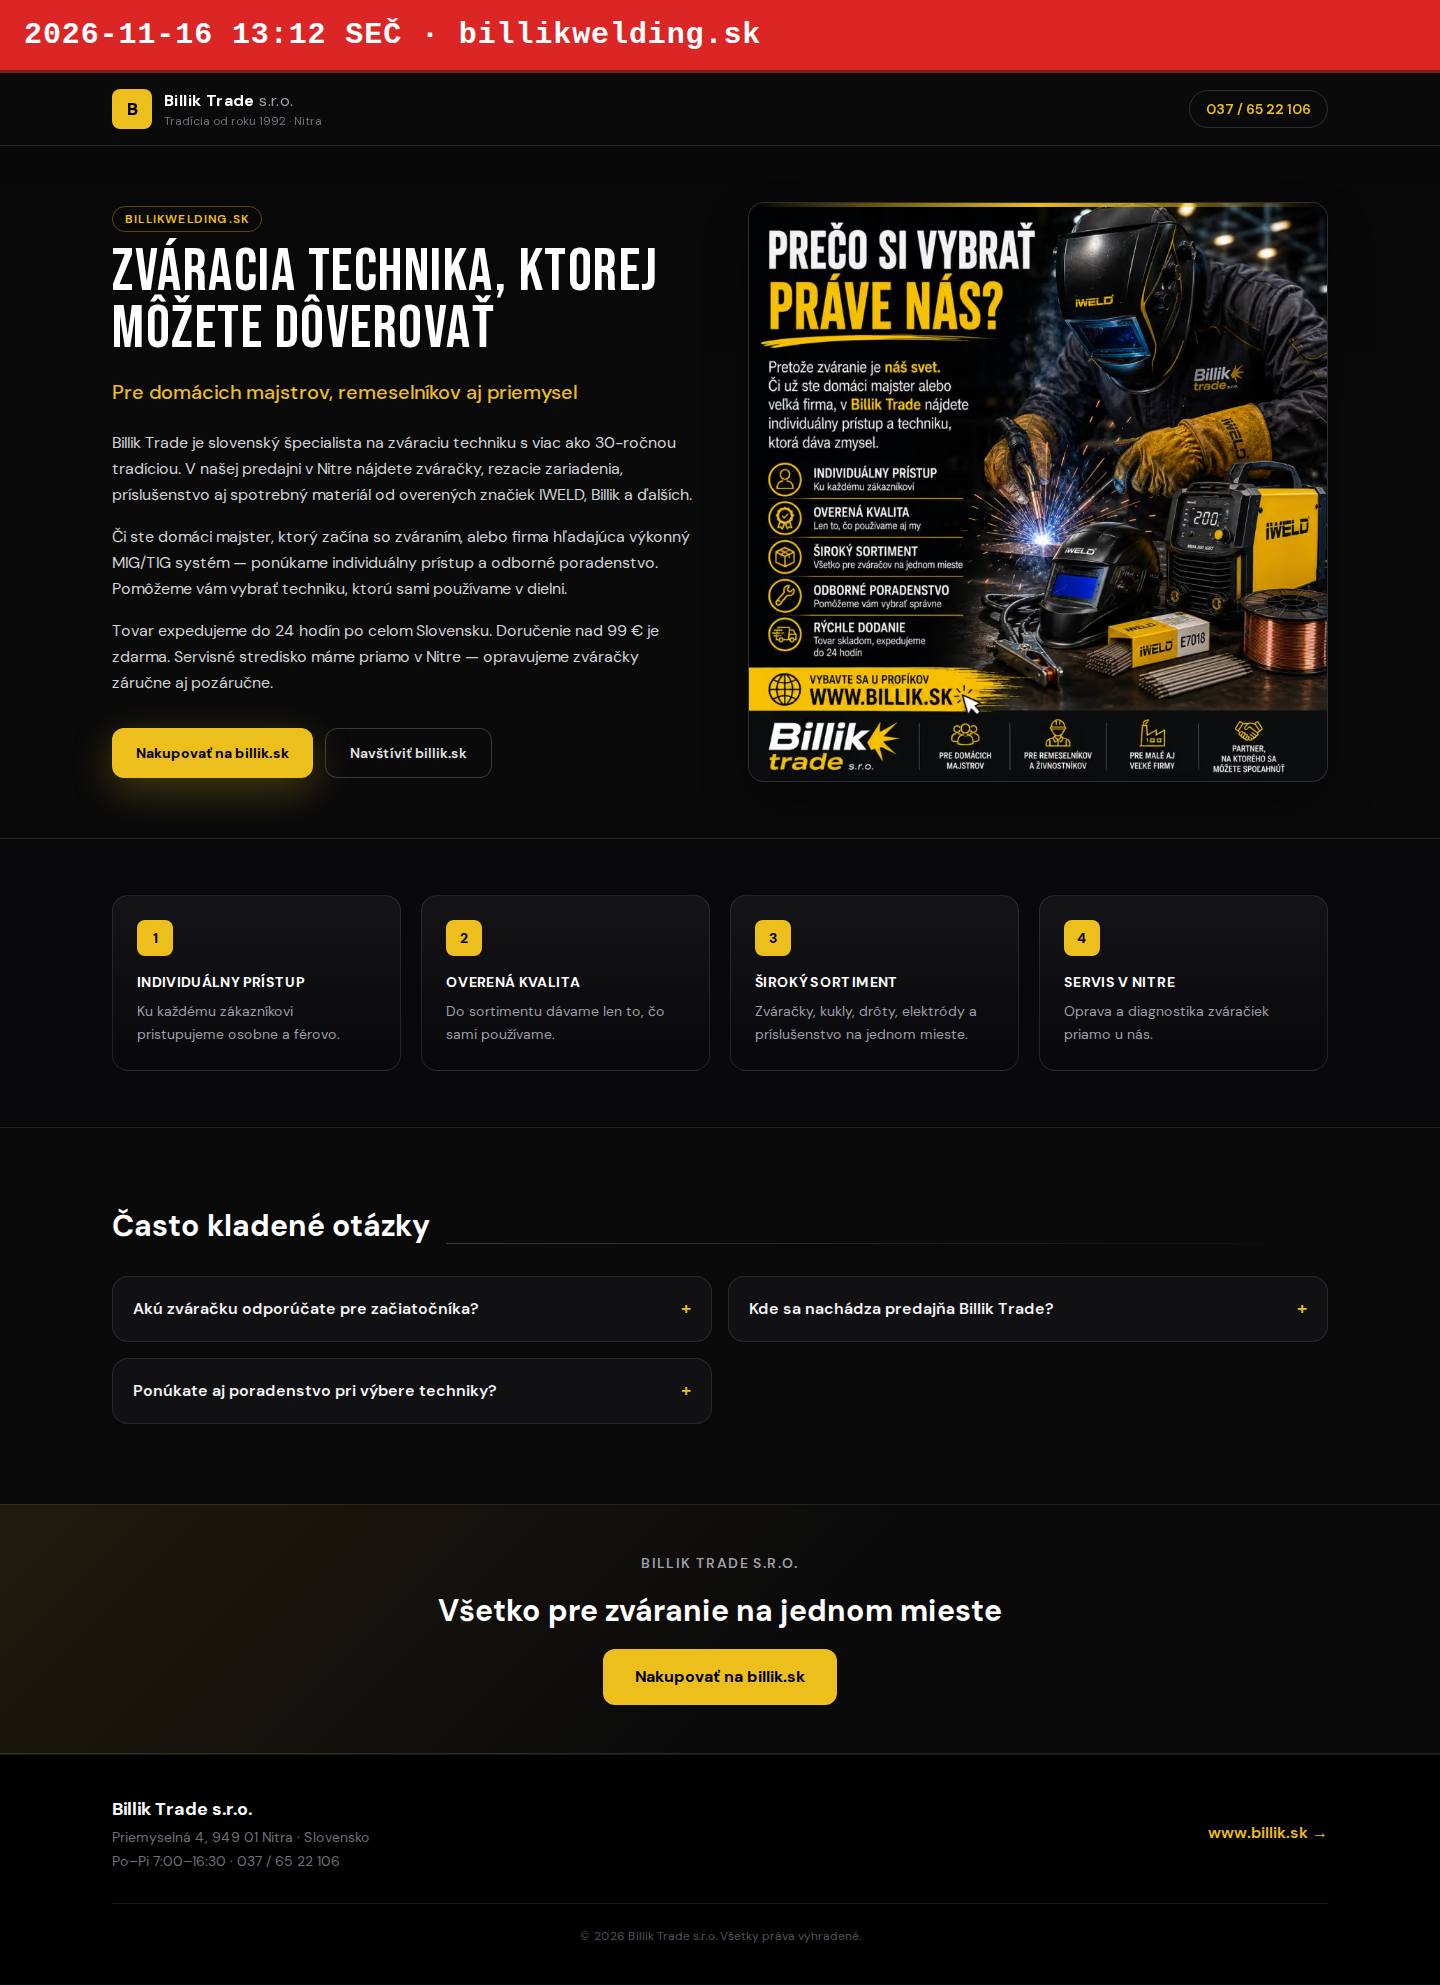 2026-11-16 13:12 SEČ · billikwelding.sk
B
Billik Trade s.r.o.
Tradícia od roku 1992 · Nitra
037 / 65 22 106
BILLIKWELDING.SK
ZVÁRACIA TECHNIKA, KTOREJ
MÔŽETE DÔVEROVAŤ
Pre domácich majstrov, remeselníkov aj priemysel
Billik Trade je slovenský špecialista na zváraciu techniku s viac ako 30-ročnou
tradíciou. V našej predajni v Nitre nájdete zváračky, rezacie zariadenia,
príslušenstvo aj spotrebný materiál od overených značiek IWELD, Billik a ďalších.
Či ste domáci majster, ktorý začína so zváraním, alebo firma hľadajúca výkonný
MIG/TIG systém — ponúkame individuálny prístup a odborné poradenstvo.
Pomôžeme vám vybrať techniku, ktorú sami používame v dielni.
Tovar expedujeme do 24 hodín po celom Slovensku. Doručenie nad 99 € je
zdarma. Servisné stredisko máme priamo v Nitre — opravujeme zváračky
záručne aj pozáručne.
Nakupovať na billik.sk
Navštíviť billik.sk
PREČO SI VYBRAŤ
PRÁVE NÁS?
Pretože zváranie je náš svet.
Či už ste domáci majster alebo
veľká firma, v Billik Trade nájdete
individuálny prístup a techniku,
ktorá dáva zmysel.
INDIVIDUÁLNY PRÍSTUP
Ku každému zákazníkovi
OVERENÁ KVALITA
Len to, čo používame aj my
ŠIROKÝ SORTIMENT
Všetko pre zváračov na jednom mieste
ODBORNÉ PORADENSTVO
Pomôžeme vám vybrať správne
RÝCHLE DODANIE
Tovar skladom, expedujeme
do 24 hodín
iWELD
Billik
trade s.r.o.
iWELD
iWELD
200
iWELD
iWELD
E7018
iWELD
VYBAVTE SA U PROFÍKOV
WWW.BILLIK.SK
Billik
trade s.r.o.
PRE DOMÁCICH
MAJSTROV
PRE REMESELNÍKOV
A ŽIVNOSTNÍKOV
PRE MALÉ AJ
VEĽKÉ FIRMY
PARTNER,
NA KTORÉHO SA
MÔŽETE SPOĽAHNÚŤ
1
INDIVIDUÁLNY PRÍSTUP
Ku každému zákazníkovi
pristupujeme osobne a férovo.
2
OVERENÁ KVALITA
Do sortimentu dávame len to, čo
sami používame.
3
ŠIROKÝ SORTIMENT
Zváračky, kukly, drôty, elektródy a
príslušenstvo na jednom mieste.
4
SERVIS V NITRE
Oprava a diagnostika zváračiek
priamo u nás.
Často kladené otázky
Akú zváračku odporúčate pre začiatočníka? +
Kde sa nachádza predajňa Billik Trade? +
Ponúkate aj poradenstvo pri výbere techniky? +
BILLIK TRADE S.R.O.
Všetko pre zváranie na jednom mieste
Nakupovať na billik.sk
Billik Trade s.r.o.
Priemyselná 4, 949 01 Nitra · Slovensko
Po–Pi 7:00–16:30 · 037 / 65 22 106
www.billik.sk →
© 2026 Billik Trade s.r.o. Všetky práva vyhradené.